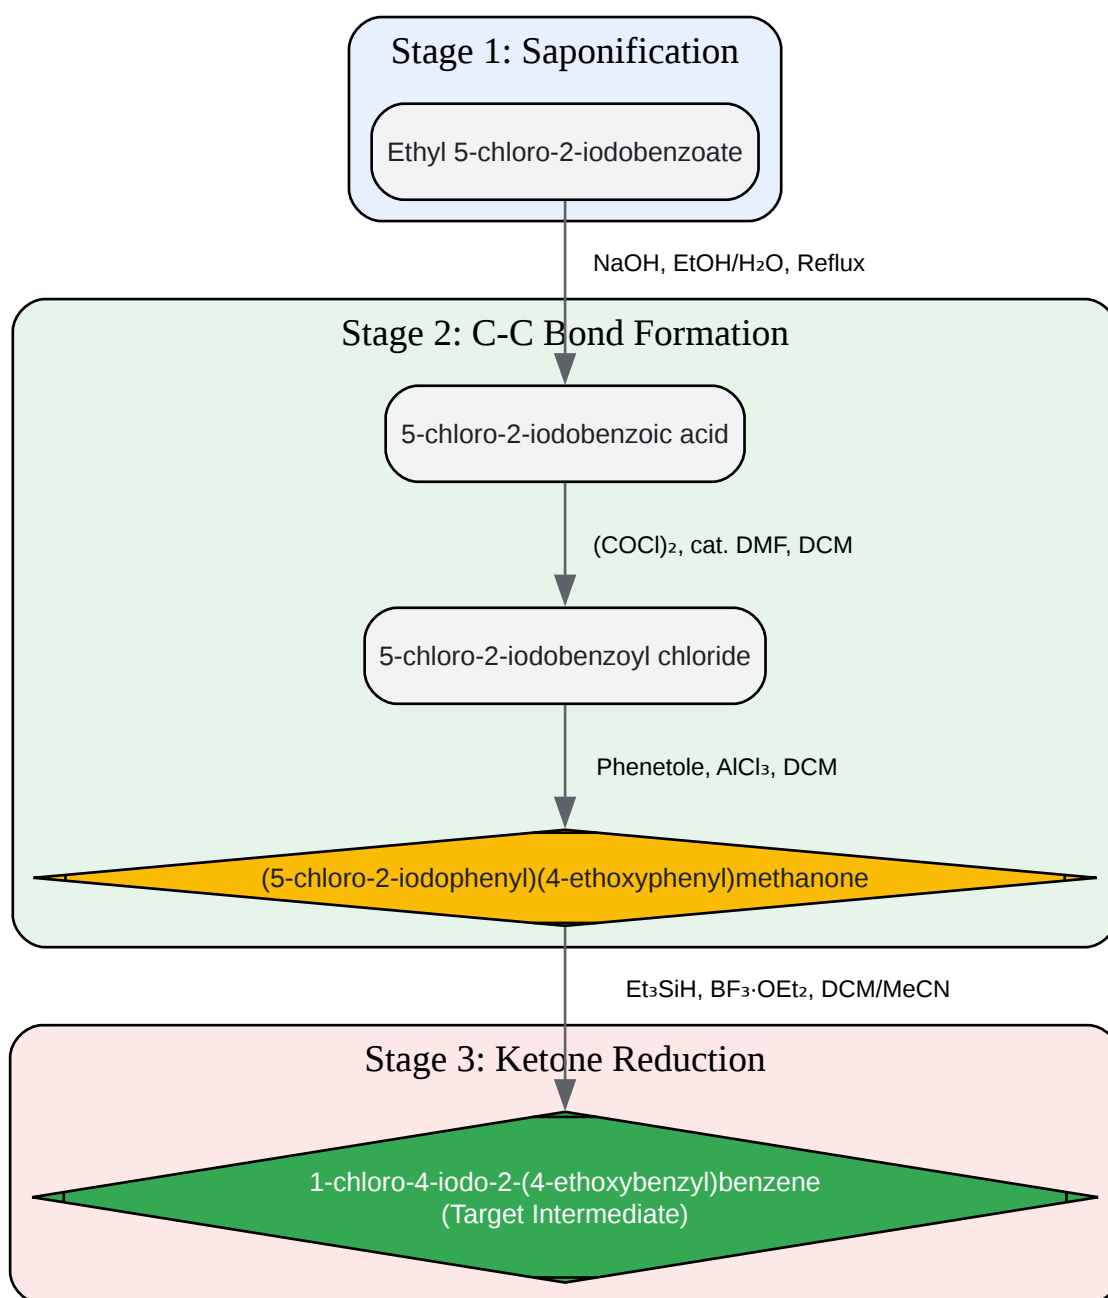 Stage 1: Saponification
Ethyl 5-chloro-2-iodobenzoate
NaOH, EtOH/H₂O, Reflux
Stage 2: C-C Bond Formation
5-chloro-2-iodobenzoic acid
(COCl)₂, cat. DMF, DCM
5-chloro-2-iodobenzoyl chloride
Phenetole, AlCl₃, DCM
(5-chloro-2-iodophenyl)(4-ethoxyphenyl)methanone
Et₃SiH, BF₃·OEt₂, DCM/MeCN
Stage 3: Ketone Reduction
1-chloro-4-iodo-2-(4-ethoxybenzyl)benzene
(Target Intermediate)